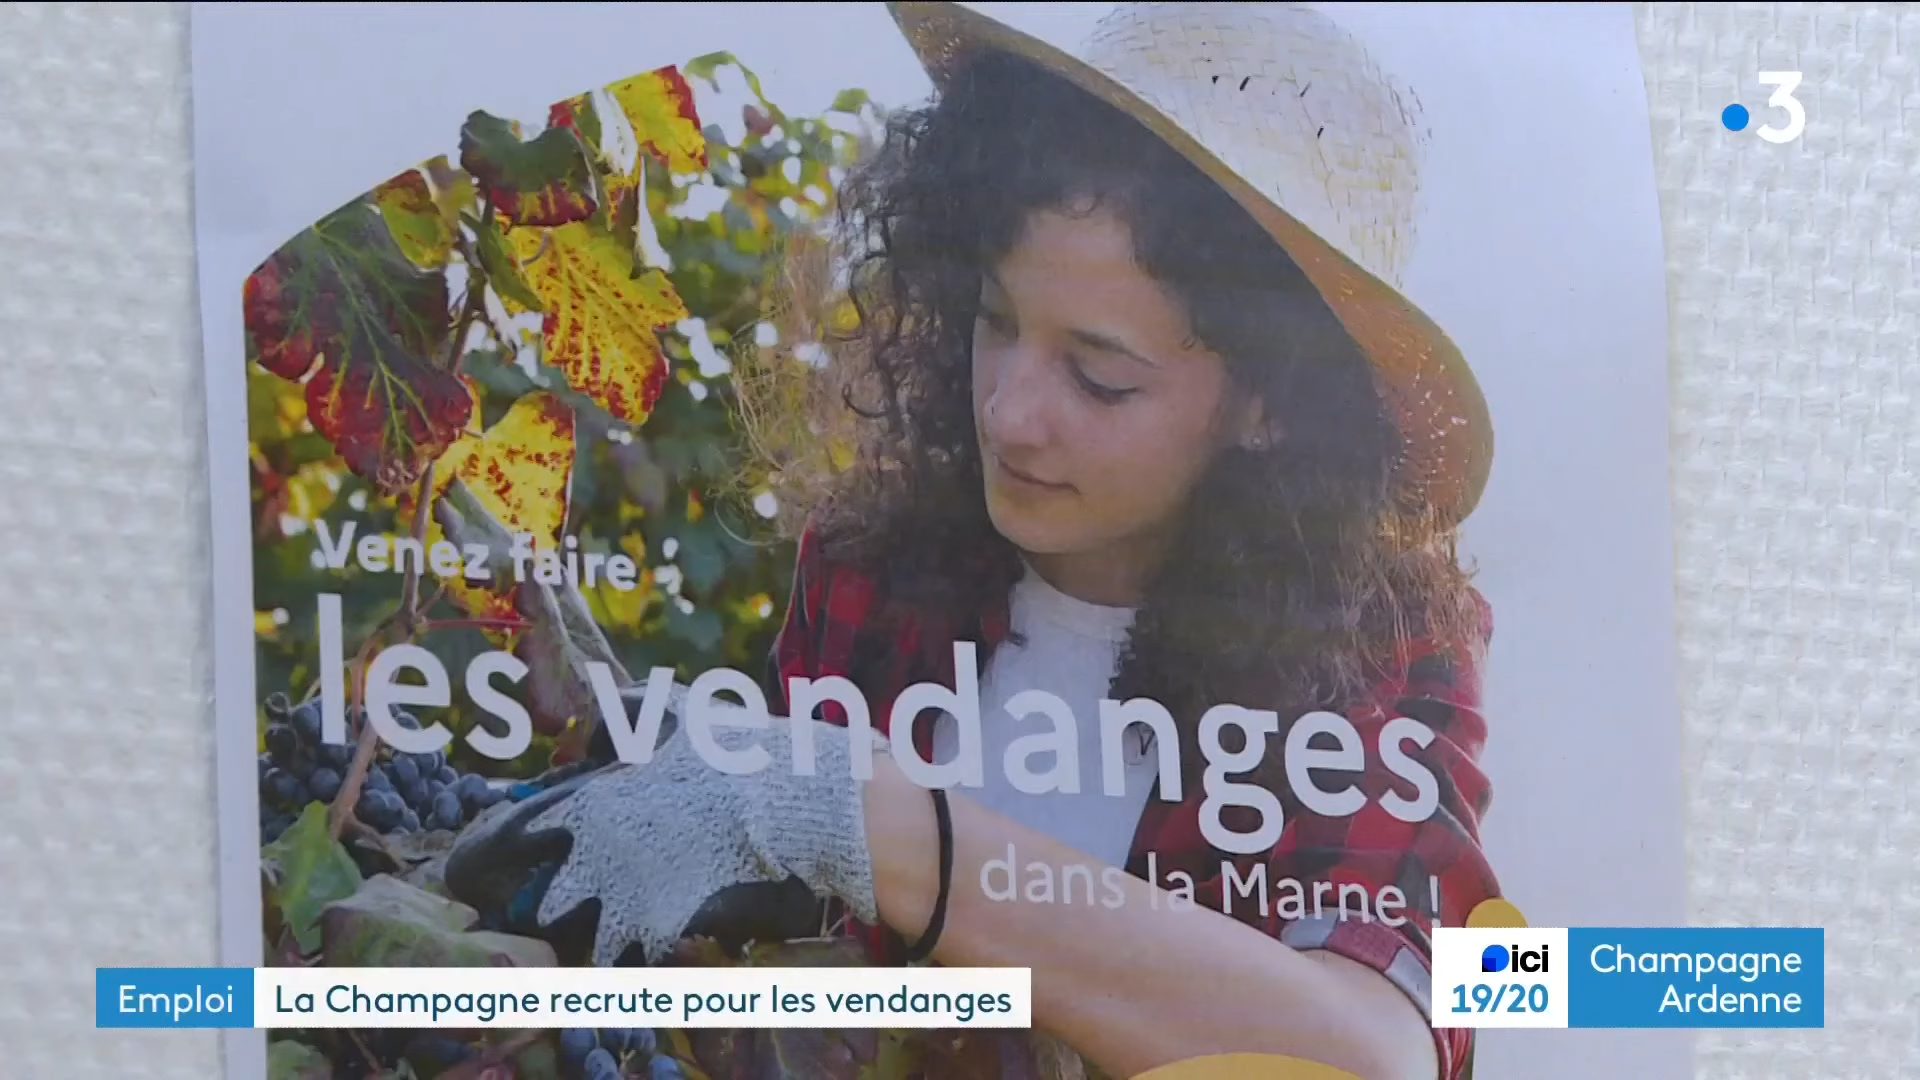 3
Venez faire
les vendanges
dans la Marne !
Emploi
La Champagne recrute pour les vendanges
ici
19/20
Champagne
Ardenne